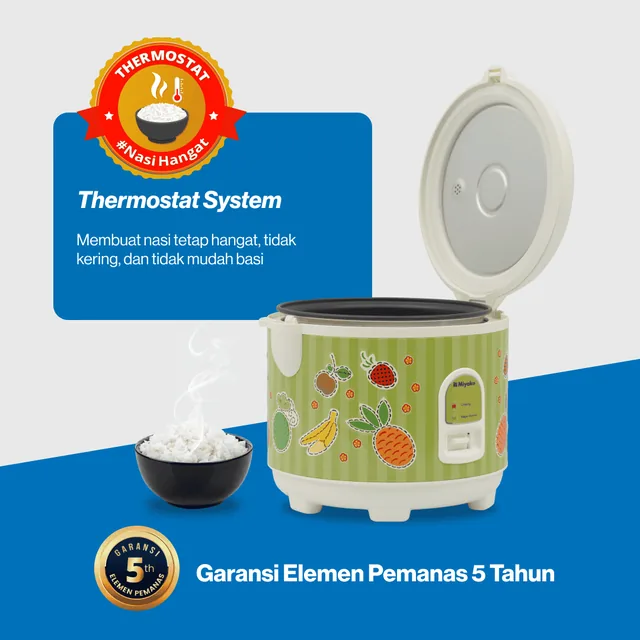 THERMOSTAT
#Nasi Hangat
Thermostat System
Membuat nasi tetap hangat, tidak
kering, dan tidak mudah basi
Miyako
GARANSI
5th
ELEMEN PEMANAS
Garansi Elemen Pemanas 5 Tahun